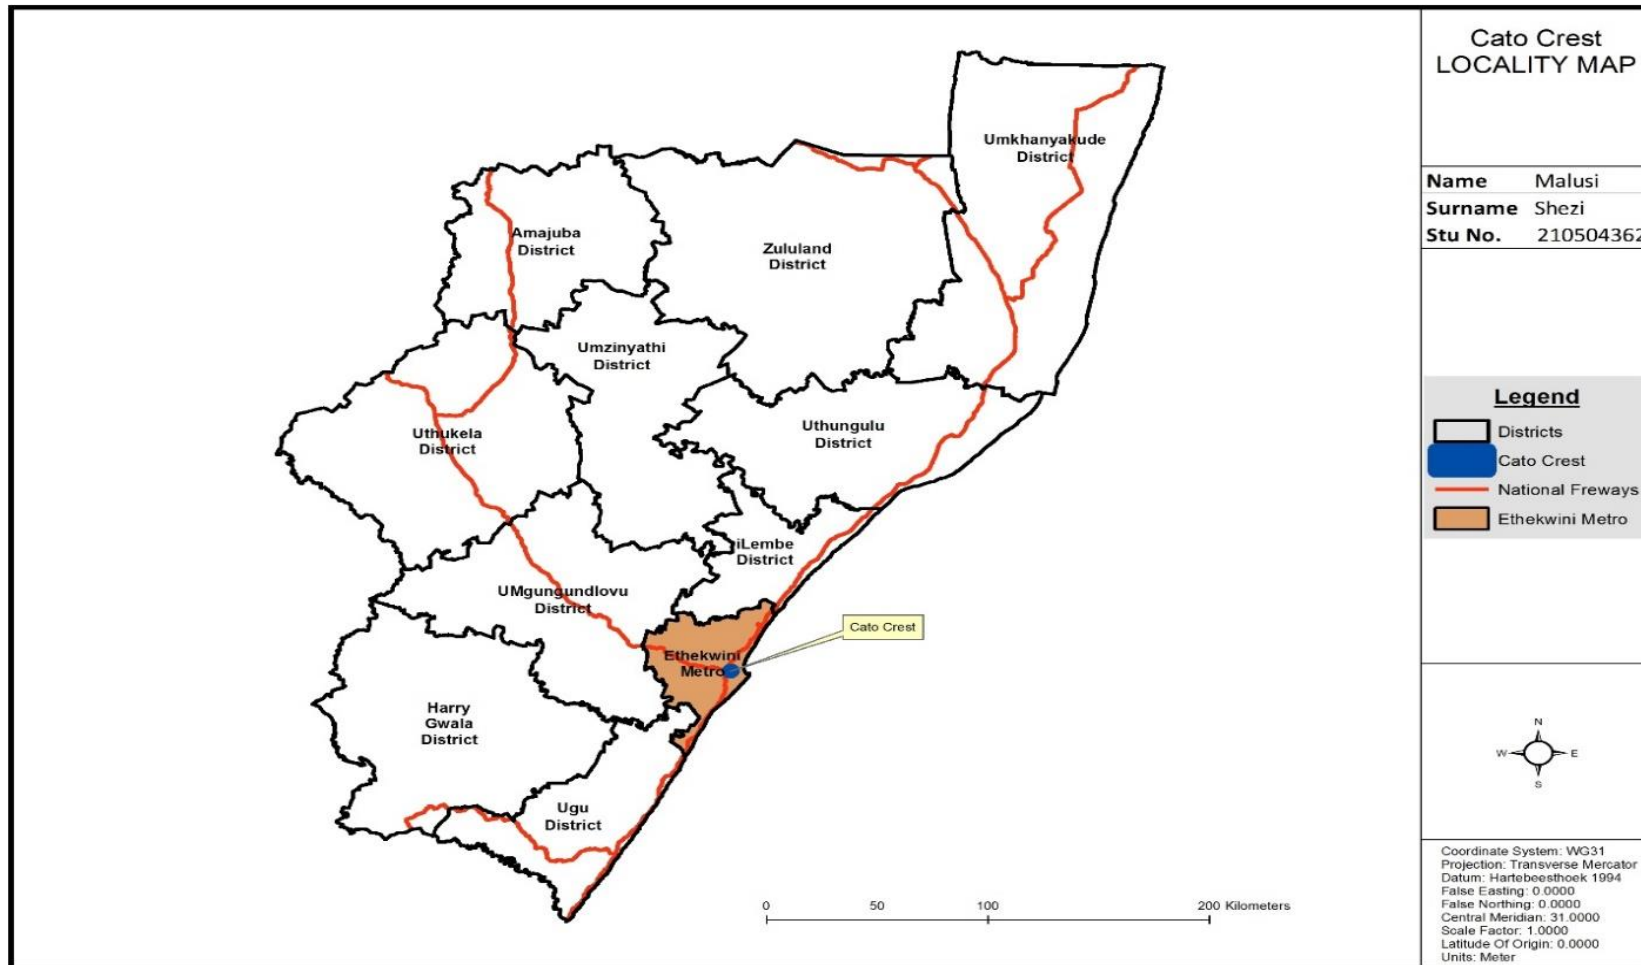 Cato Crest
LOCALITY MAP
Name Malusi
Surname Shezi
Stu No. 210504362
Umkhanyakude
District
Amajuba
District
Zululand
District
Umzinyathi
District
Uthukela
District
Uthungulu
District
iLembe
District
UMgungundlovu
District
Cato Crest
Ethekwini
Metro
Harry
Gwala
District
Ugu
District
0 50 100 200 Kilometers
Legend
Districts
Cato Crest
National Freways
Ethekwini Metro
N
W E
S
Coordinate System: WG31
Projection: Transverse Mercator
Datum: Hartebeesthoek 1994
False Easting: 0.0000
False Northing: 0.0000
Central Meridian: 31.0000
Scale Factor: 1.0000
Latitude Of Origin: 0.0000
Units: Meter